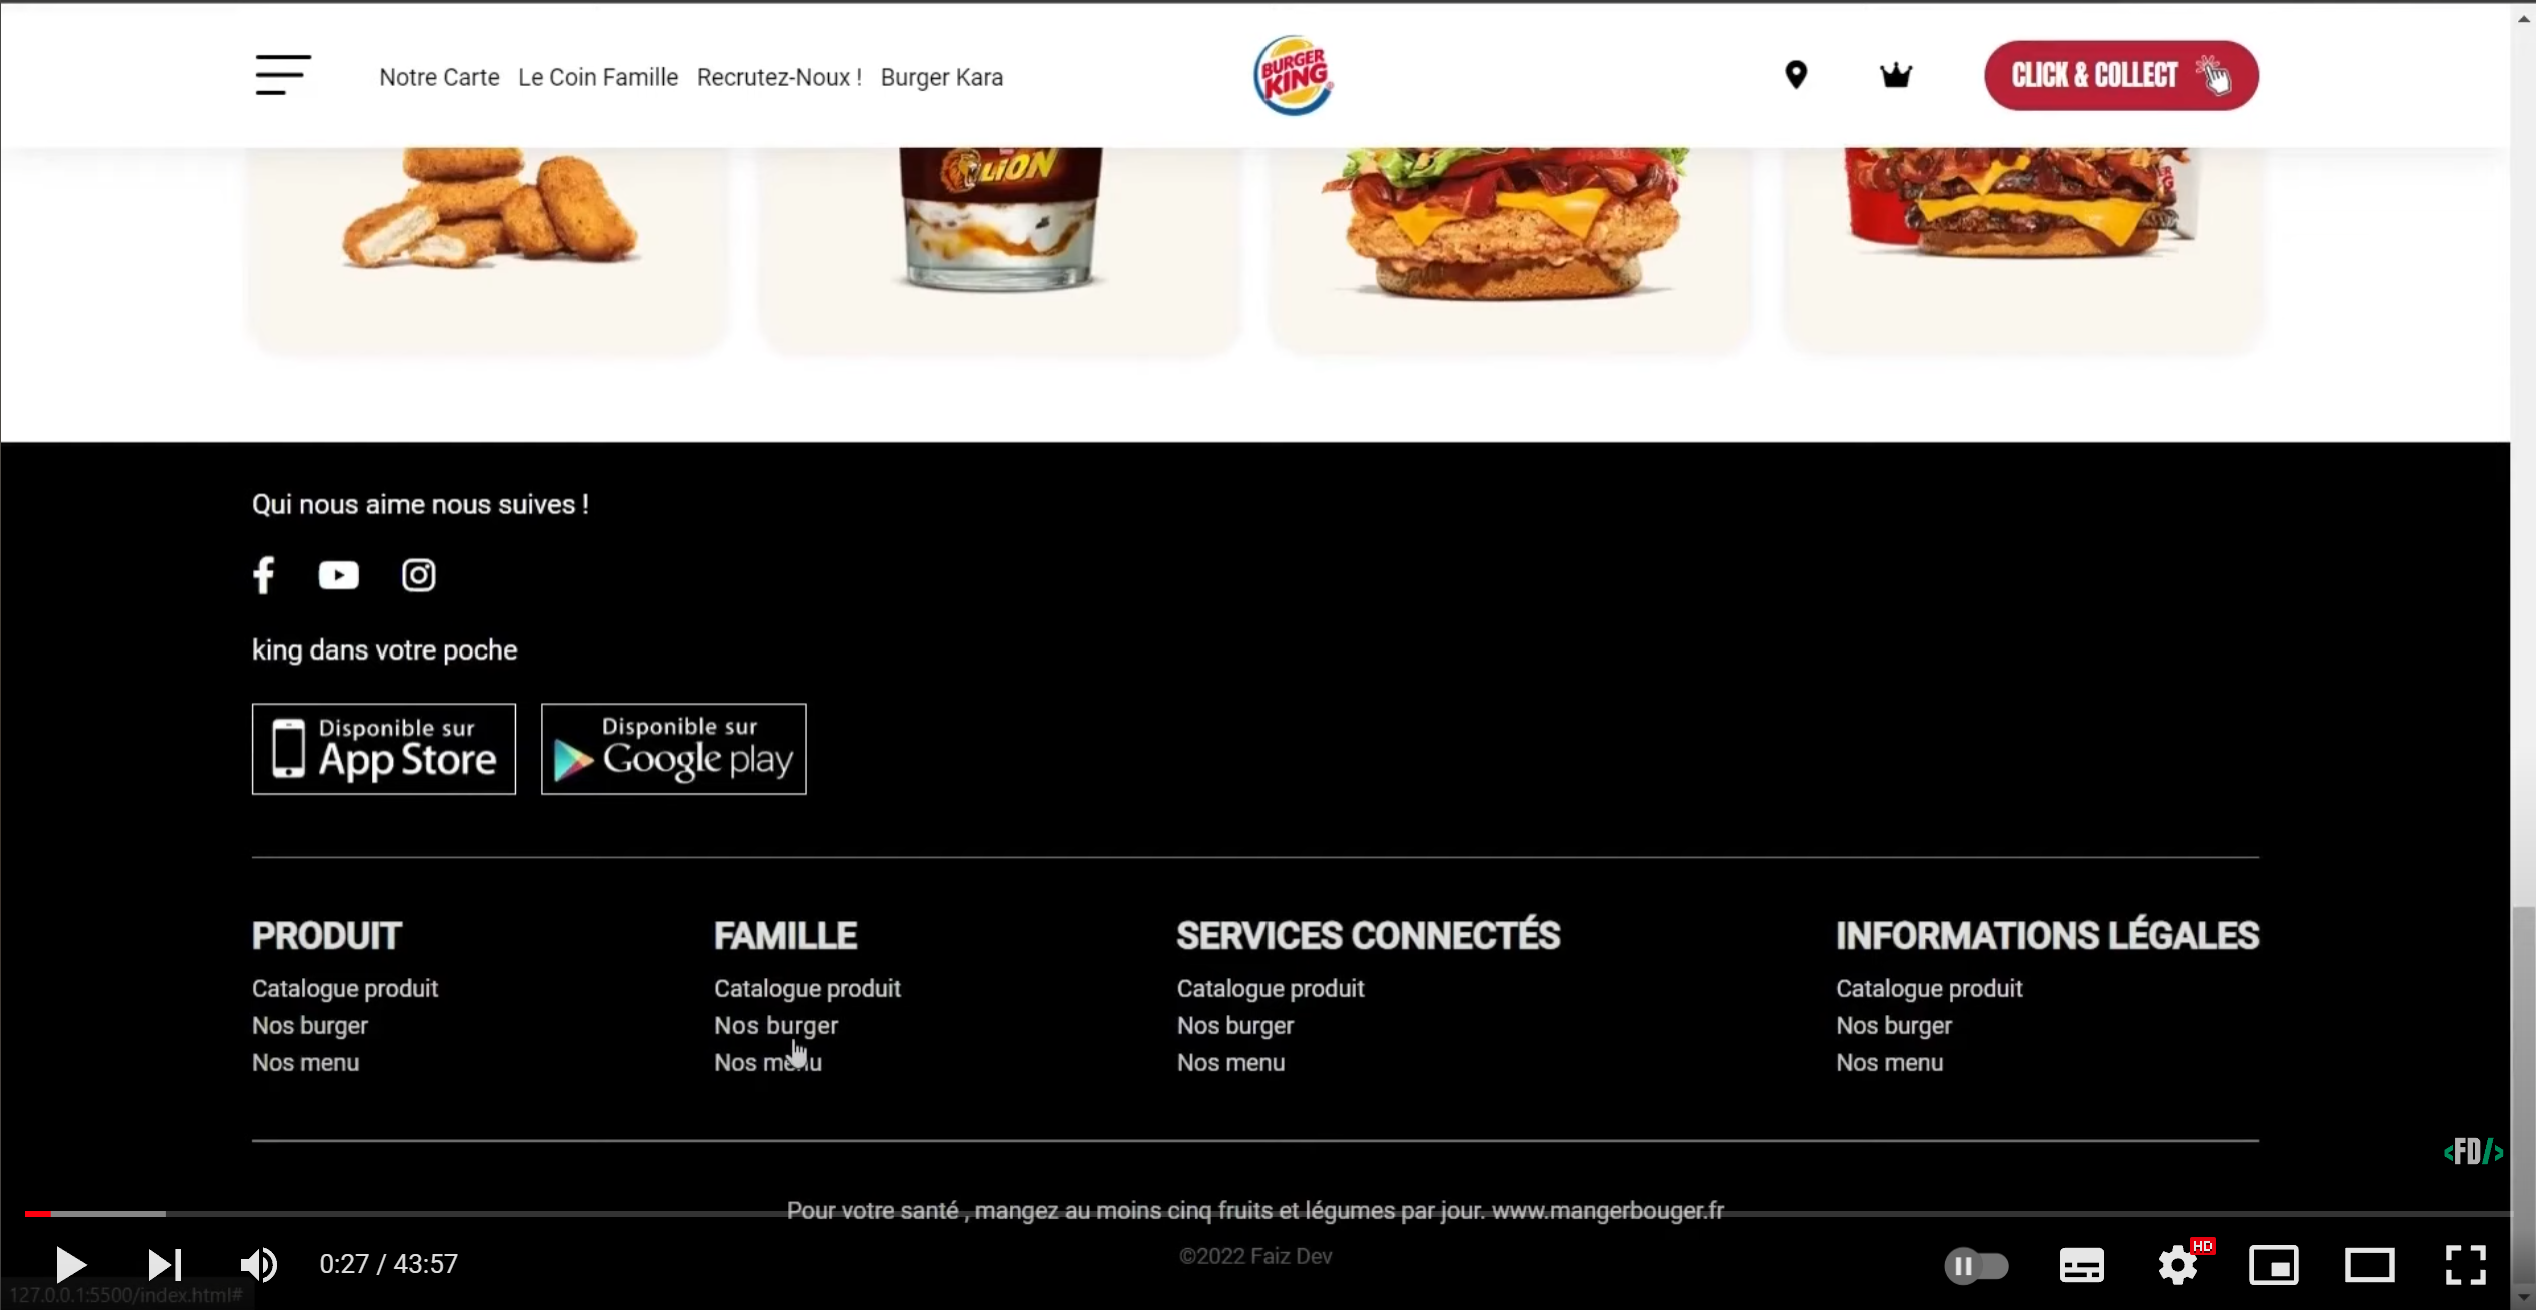 Notre Carte Le Coin Famille Recrutez-Noux ! Burger Kara
BURGER KING
CLICK & COLLECT
LION
Qui nous aime nous suives !
king dans votre poche
Disponible sur
App Store
Disponible sur
Google play
PRODUIT
Catalogue produit
Nos burger
Nos menu
FAMILLE
Catalogue produit
Nos burger
Nos menu
SERVICES CONNECTÉS
Catalogue produit
Nos burger
Nos menu
INFORMATIONS LÉGALES
Catalogue produit
Nos burger
Nos menu
<FD/>
Pour votre santé , mangez au moins cinq fruits et légumes par jour. www.mangerbouger.fr
©2022 Faiz Dev
0:27 / 43:57
HD
127.0.0.1:5500/index.html#